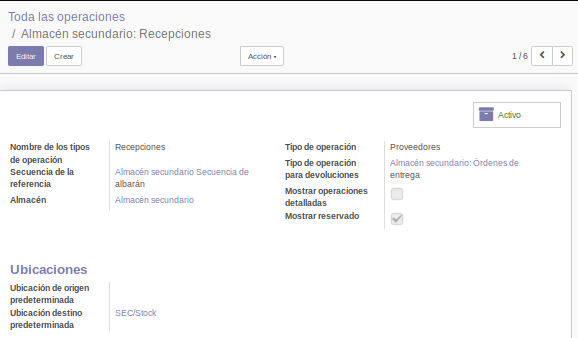 Toda las operaciones
/ Almacén secundario: Recepciones
Editar Crear Acción 1 / 6
Activo
Nombre de los tipos de operación Recepciones
Secuencia de la referencia Almacén secundario Secuencia de albarán
Almacén Almacén secundario
Tipo de operación Proveedores
Tipo de operación para devoluciones Almacén secundario: Órdenes de entrega
Mostrar operaciones detalladas
Mostrar reservado
Ubicaciones
Ubicación de origen predeterminada
Ubicación destino predeterminada SEC/Stock